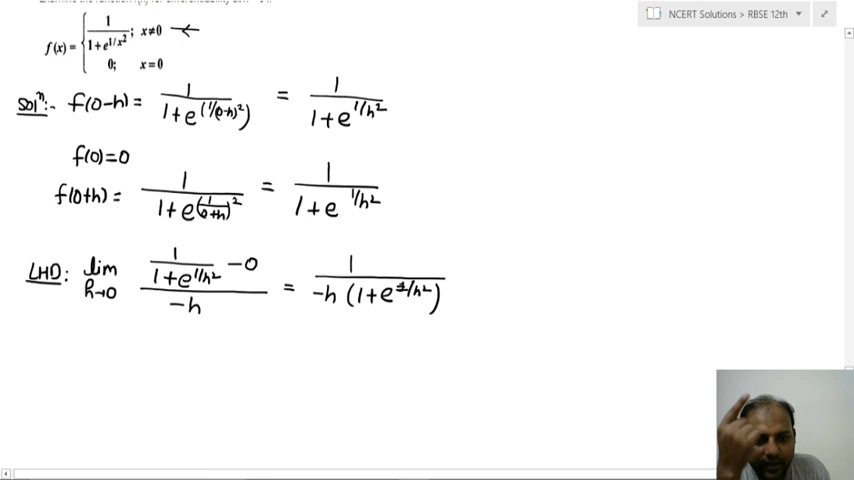 NCERT Solutions > RBSE 12th
f(x) = { 1/(1+e^(1/x²)); x≠0 ←
0; x=0
Solⁿ:- f(0-h) = 1/(1+e^(1/(0-h)²)) = 1/(1+e^(1/h²))
f(0)=0
f(0+h) = 1/(1+e^(1/(0+h))²) = 1/(1+e^(1/h²))
LHD: lim h→0 (1/(1+e^(1/h²)) -0)/(-h) = 1/(-h(1+e^(1/h²)))